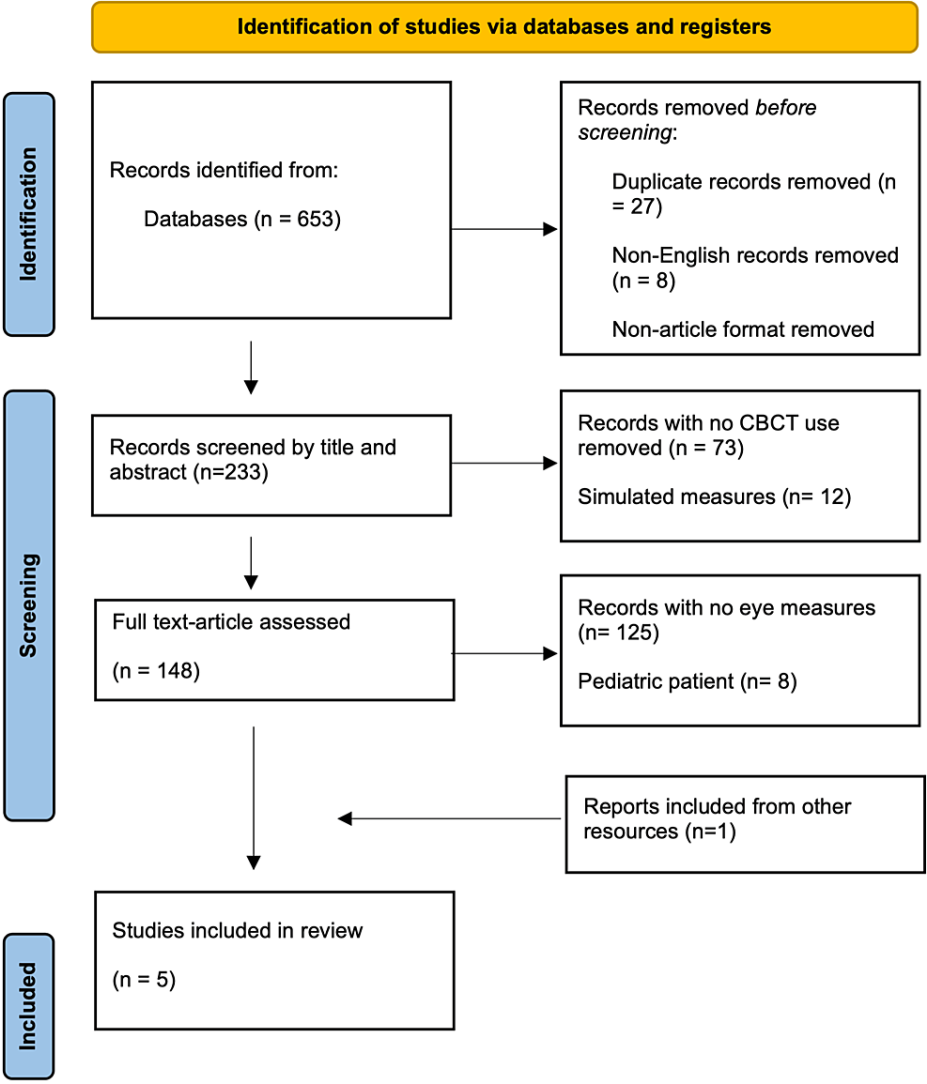 Identification of studies via databases and registers
Identification
Records identified from:
Databases (n = 653)
Records removed before
screening:
Duplicate records removed (n
= 27)
Non-English records removed
(n = 8)
Non-article format removed
Screening
Records screened by title and
abstract (n=233)
Records with no CBCT use
removed (n = 73)
Simulated measures (n= 12)
Full text-article assessed
(n = 148)
Records with no eye measures
(n= 125)
Pediatric patient (n= 8)
Reports included from other
resources (n=1)
Included
Studies included in review
(n = 5)